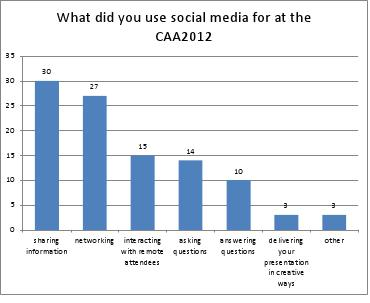 What did you use social media for at the
CAA2012
35
30
25
20
15
10
5
0
30
27
15
14
10
3
3
sharing
information
networking
interacting
with remote
attendees
asking
questions
answering
questions
delivering
your
presentation
in creative
ways
other